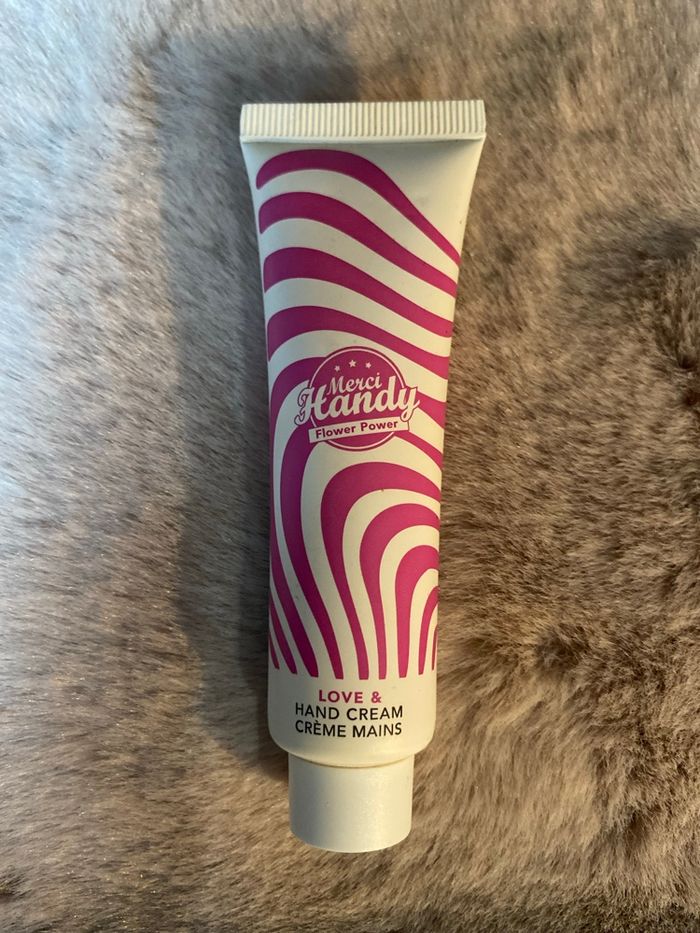 Merci
Handy
Flower Power
LOVE &
HAND CREAM
CRÈME MAINS